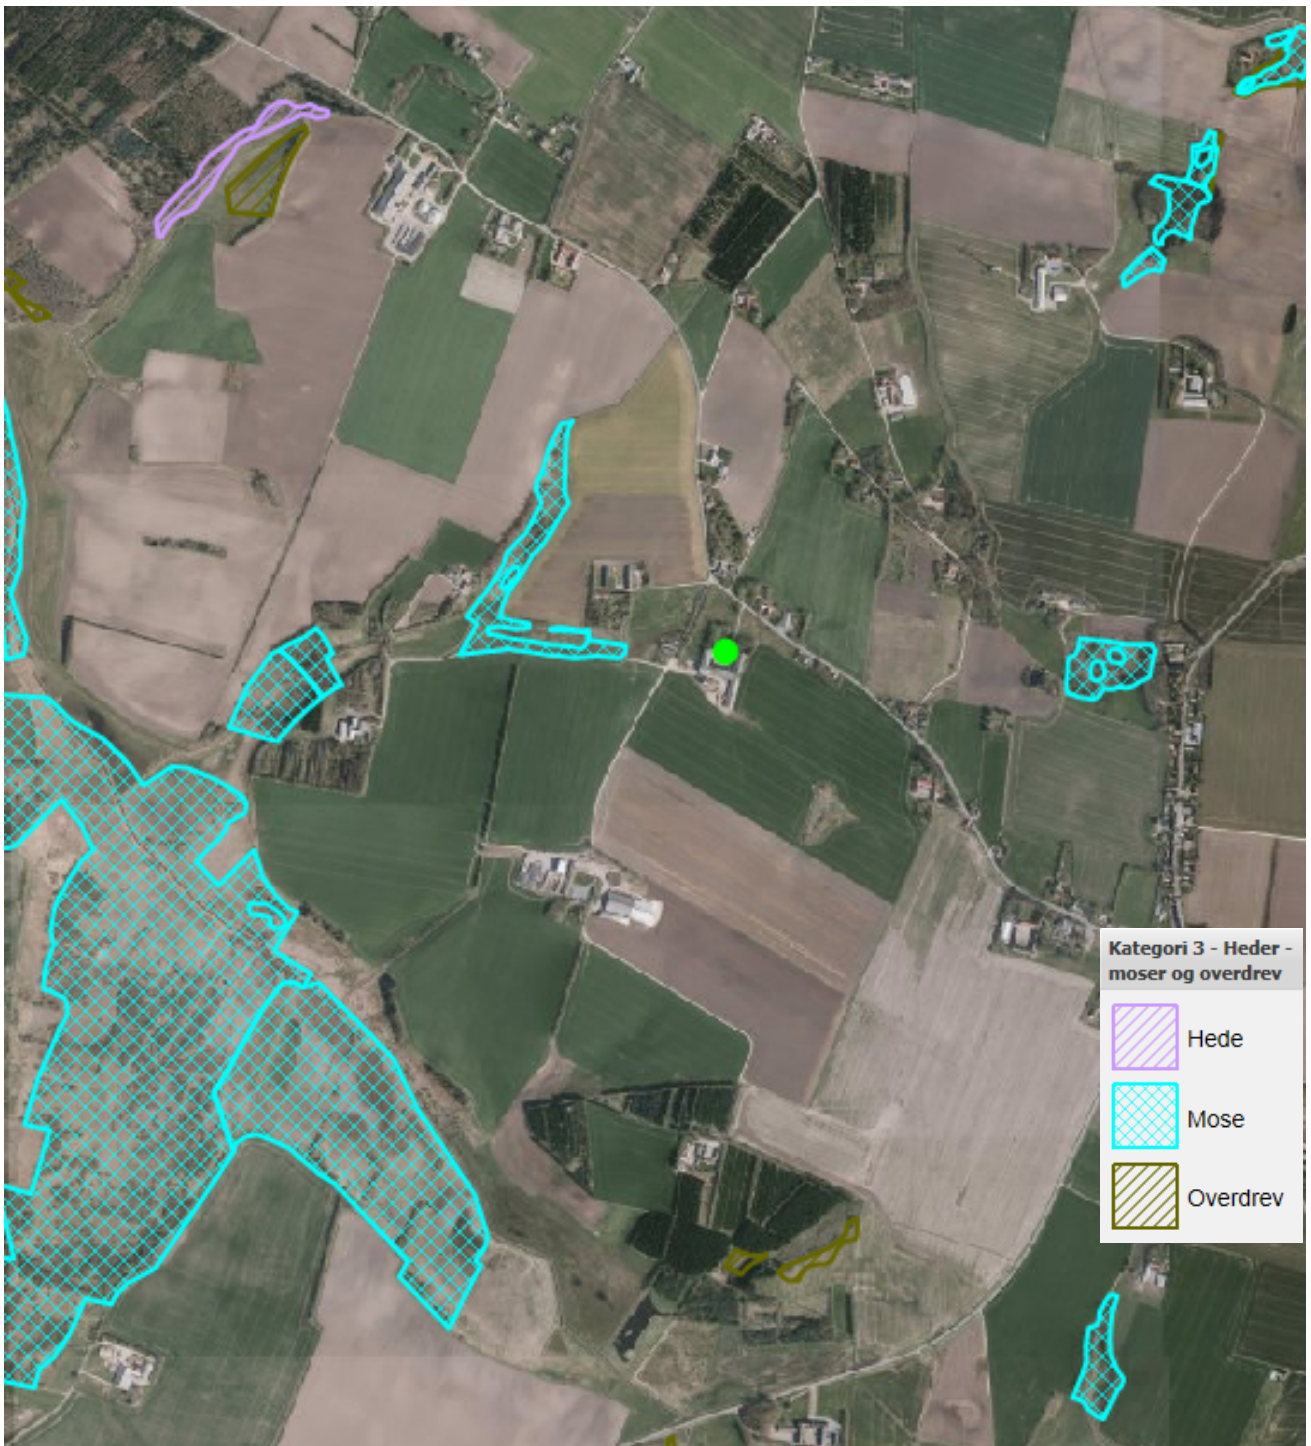 Kategori 3 - Heder -
moser og overdrev
Hede
Mose
Overdrev